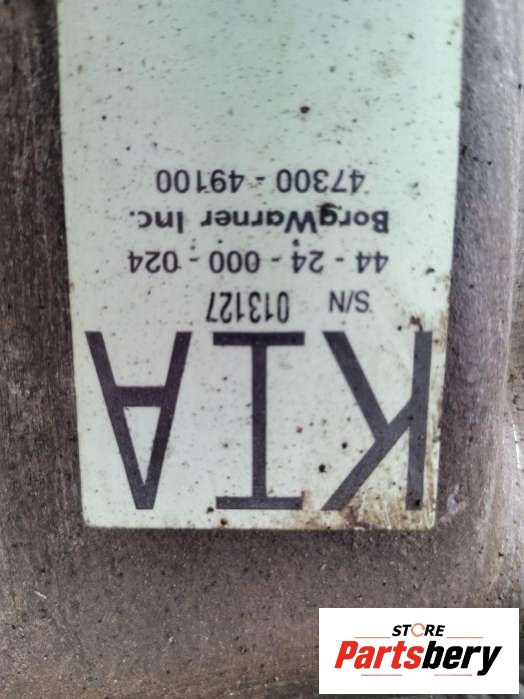 KIA
S/N 013127
44 - 24 - 000 - 024
BorgWarner Inc.
47300 - 49100
STORE
Partsbery